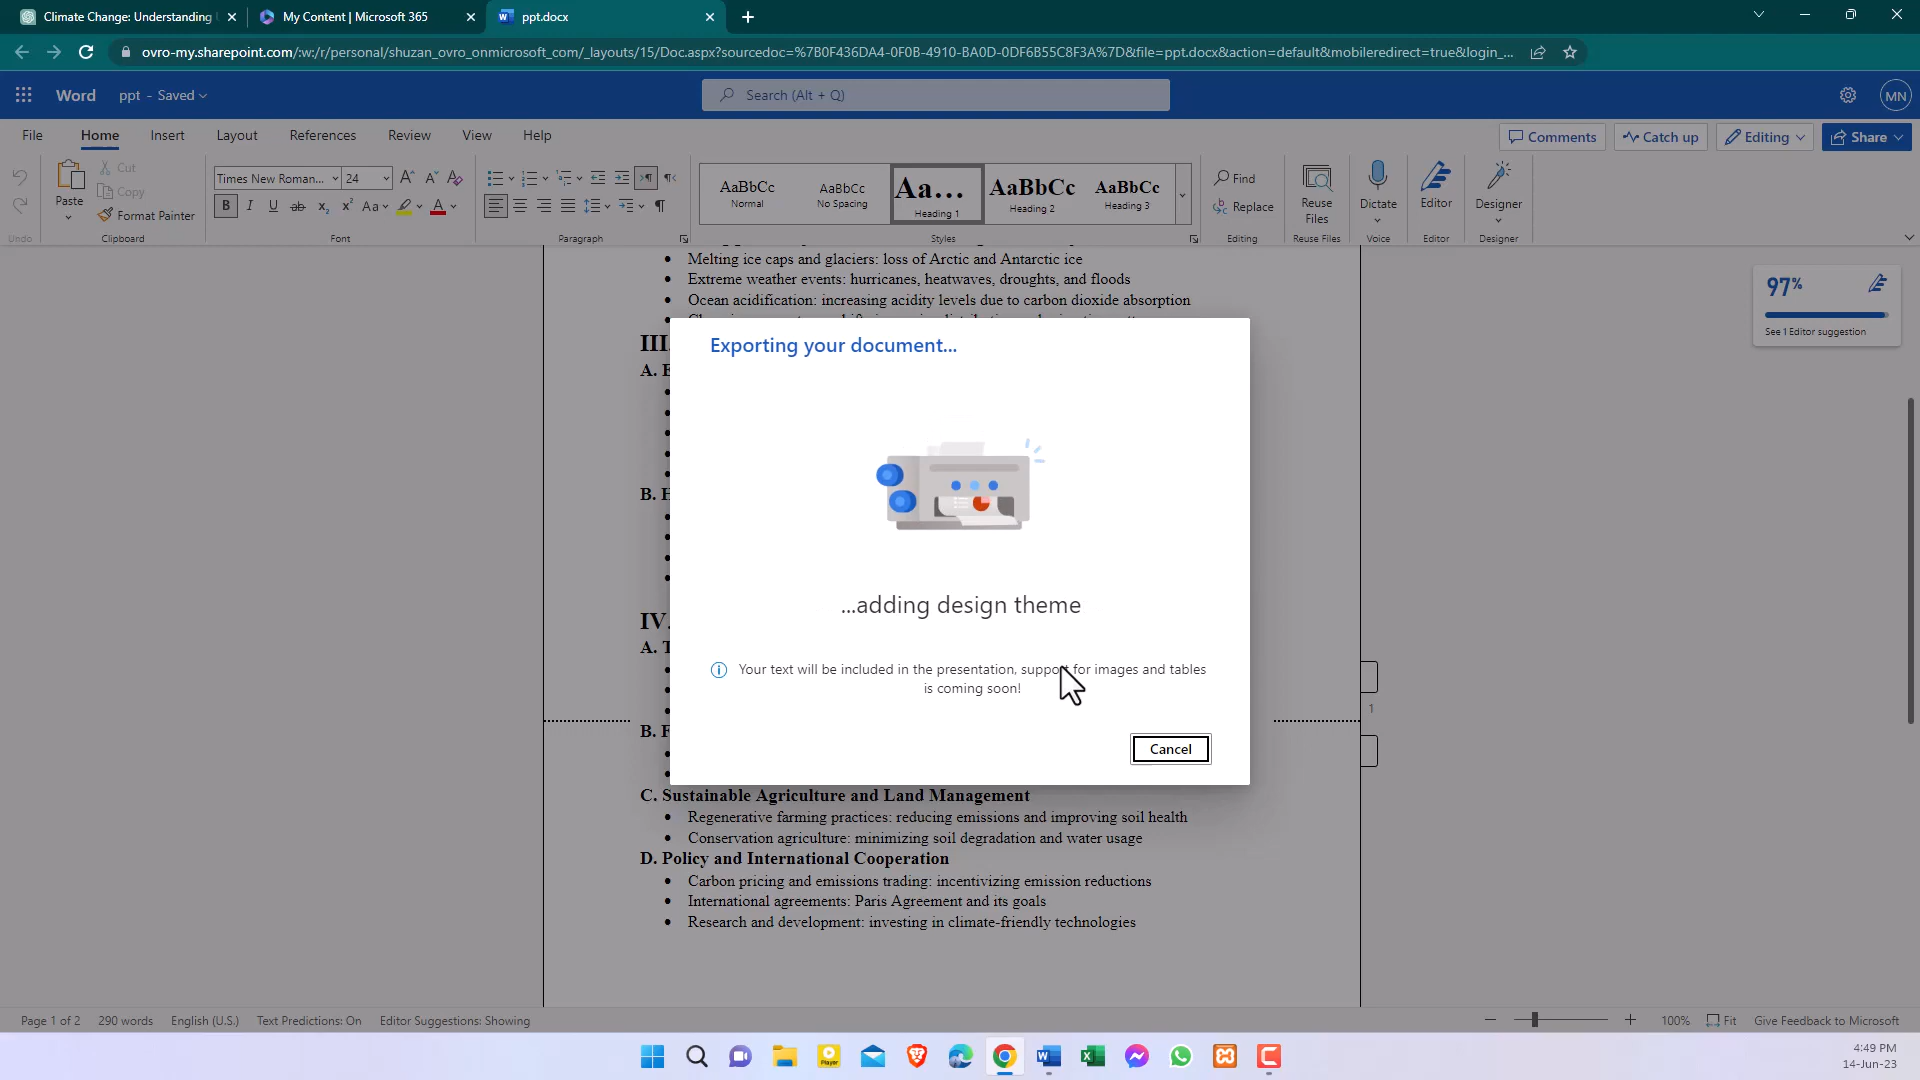 Climate Change: Understanding
My Content | Microsoft 365
ppt.docx
ovro-my.sharepoint.com/:w:/r/personal/shuzan_ovro_onmicrosoft_com/_layouts/15/Doc.aspx?sourcedoc=%7B0F436DA4-0F0B-4910-BA0D-0DF6B55C8F3A%7D&file=ppt.docx&action=default&mobileredirect=true&login_...
Word
ppt - Saved
Search (Alt + Q)
MN
File
Home
Insert
Layout
References
Review
View
Help
Comments
Catch up
Editing
Share
Paste
Cut
Copy
Format Painter
Times New Roman...
24
AaBbCc
Normal
AaBbCc
No Spacing
Aa...
Heading 1
AaBbCc
Heading 2
AaBbCc
Heading 3
Find
Replace
Reuse
Files
Dictate
Editor
Designer
Undo
Clipboard
Font
Paragraph
Styles
Editing
Reuse Files
Voice
Editor
Designer
• Melting ice caps and glaciers: loss of Arctic and Antarctic ice
• Extreme weather events: hurricanes, heatwaves, droughts, and floods
• Ocean acidification: increasing acidity levels due to carbon dioxide absorption
97%
See 1 Editor suggestion
III.
A. E
B. H
IV.
A. T
B. F
Exporting your document...
...adding design theme
Your text will be included in the presentation, support for images and tables
is coming soon!
Cancel
1
C. Sustainable Agriculture and Land Management
• Regenerative farming practices: reducing emissions and improving soil health
• Conservation agriculture: minimizing soil degradation and water usage
D. Policy and International Cooperation
• Carbon pricing and emissions trading: incentivizing emission reductions
• International agreements: Paris Agreement and its goals
• Research and development: investing in climate-friendly technologies
Page 1 of 2
290 words
English (U.S.)
Text Predictions: On
Editor Suggestions: Showing
100%
Fit
Give Feedback to Microsoft
4:49 PM
14-Jun-23